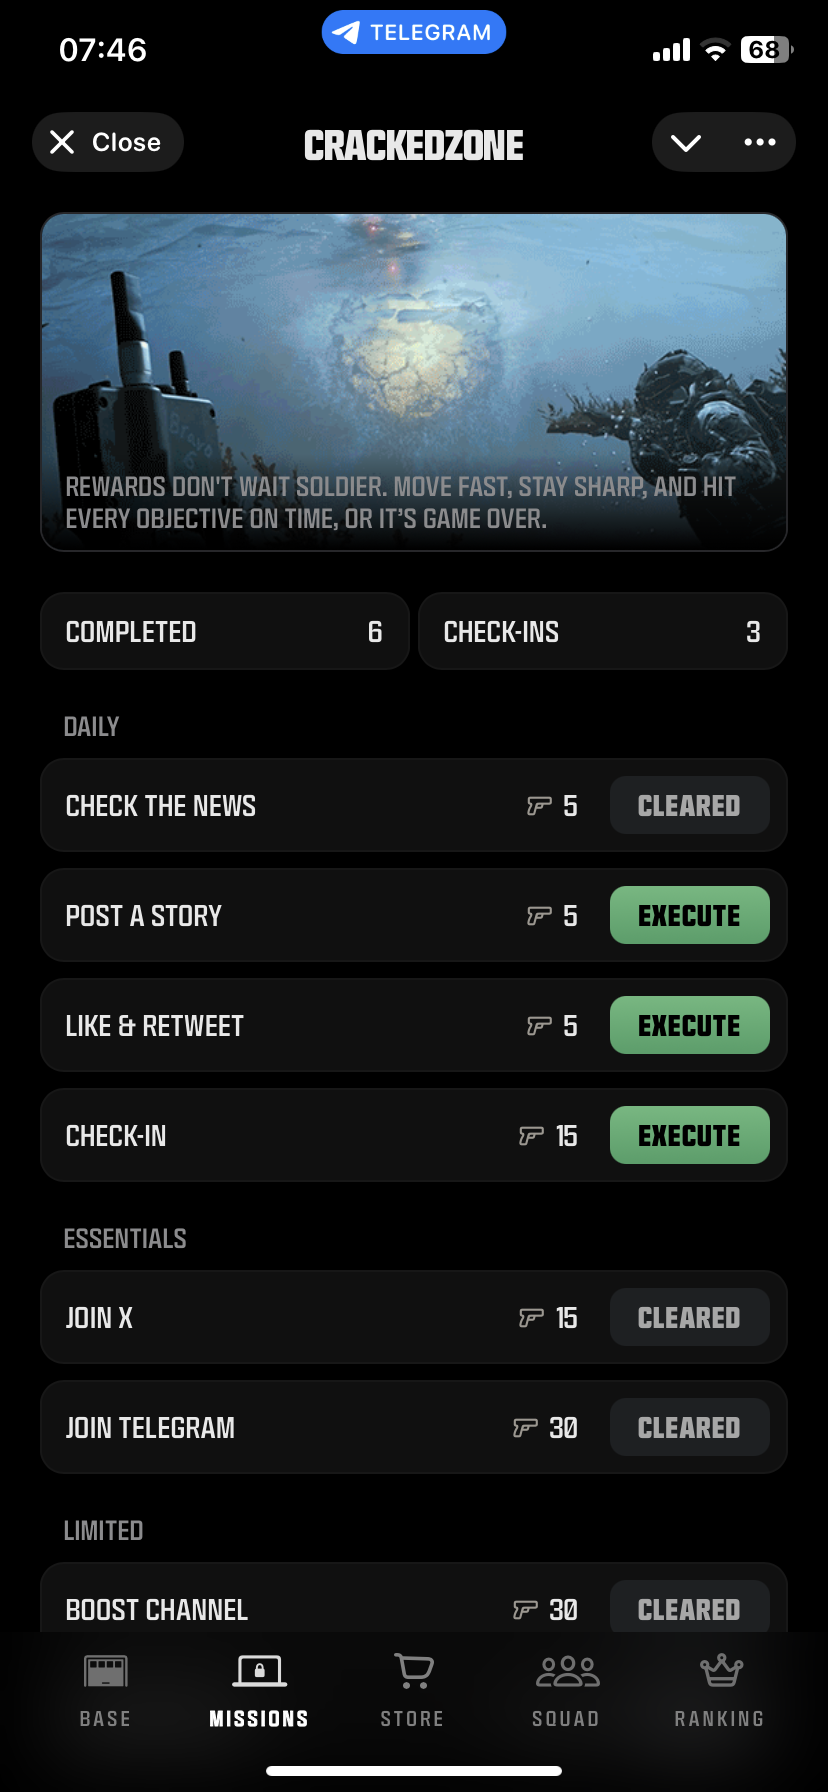 07:46
TELEGRAM
68
Close
CRACKEDZONE
Bravo
6
REWARDS DON'T WAIT SOLDIER. MOVE FAST, STAY SHARP, AND HIT
EVERY OBJECTIVE ON TIME, OR IT'S GAME OVER.
COMPLETED 6
CHECK-INS 3
DAILY
CHECK THE NEWS 5 CLEARED
POST A STORY 5 EXECUTE
LIKE & RETWEET 5 EXECUTE
CHECK-IN 15 EXECUTE
ESSENTIALS
JOIN X 15 CLEARED
JOIN TELEGRAM 30 CLEARED
LIMITED
BOOST CHANNEL 30 CLEARED
BASE MISSIONS STORE SQUAD RANKING